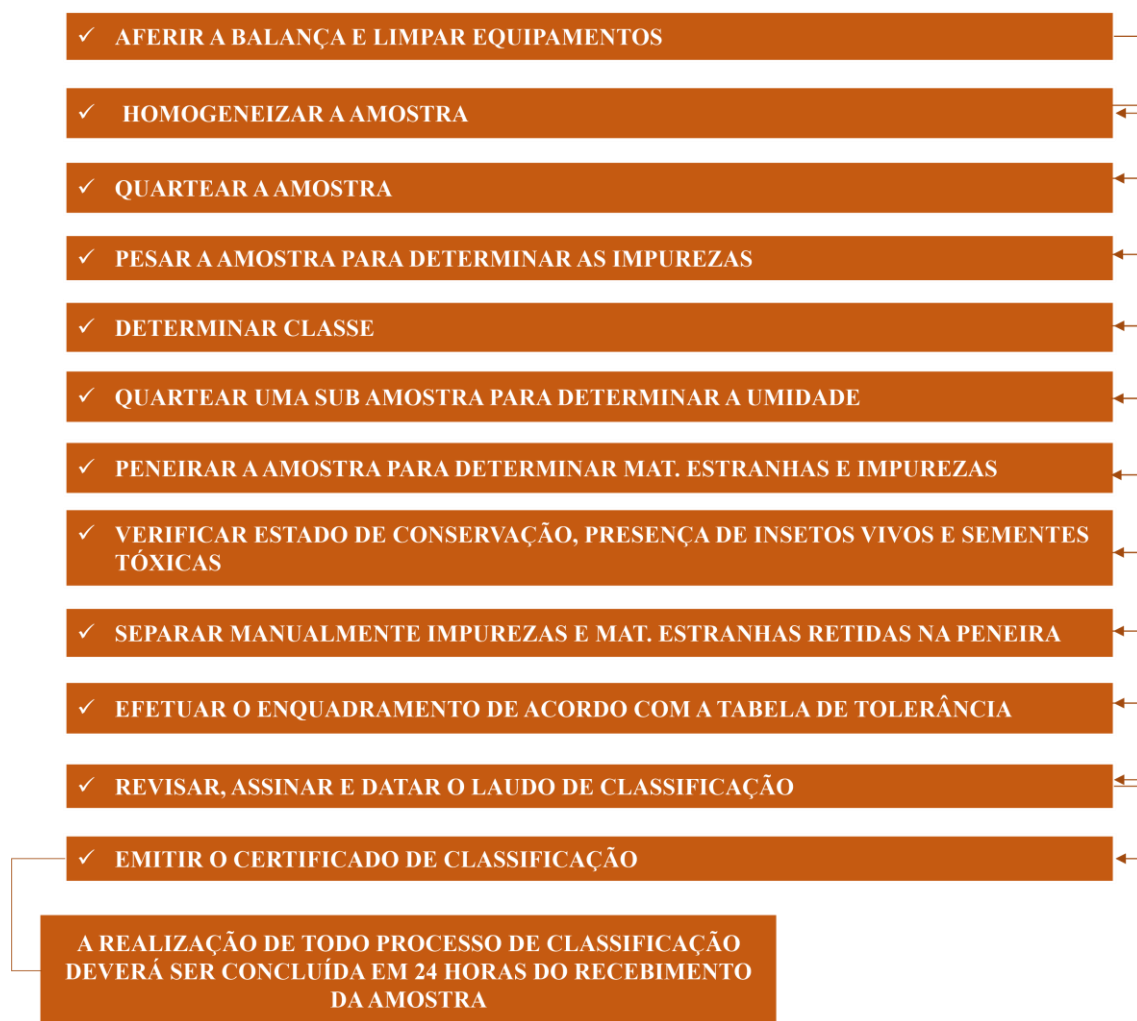 ✓ AFERIR A BALANÇA E LIMPAR EQUIPAMENTOS
✓ HOMOGENEIZAR A AMOSTRA
✓ QUARTEAR A AMOSTRA
✓ PESAR A AMOSTRA PARA DETERMINAR AS IMPUREZAS
✓ DETERMINAR CLASSE
✓ QUARTEAR UMA SUB AMOSTRA PARA DETERMINAR A UMIDADE
✓ PENEIRAR A AMOSTRA PARA DETERMINAR MAT. ESTRANHAS E IMPUREZAS
✓ VERIFICAR ESTADO DE CONSERVAÇÃO, PRESENÇA DE INSETOS VIVOS E SEMENTES
TÓXICAS
✓ SEPARAR MANUALMENTE IMPUREZAS E MAT. ESTRANHAS RETIDAS NA PENEIRA
✓ EFETUAR O ENQUADRAMENTO DE ACORDO COM A TABELA DE TOLERÂNCIA
✓ REVISAR, ASSINAR E DATAR O LAUDO DE CLASSIFICAÇÃO
✓ EMITIR O CERTIFICADO DE CLASSIFICAÇÃO
A REALIZAÇÃO DE TODO PROCESSO DE CLASSIFICAÇÃO
DEVERÁ SER CONCLUÍDA EM 24 HORAS DO RECEBIMENTO
DA AMOSTRA